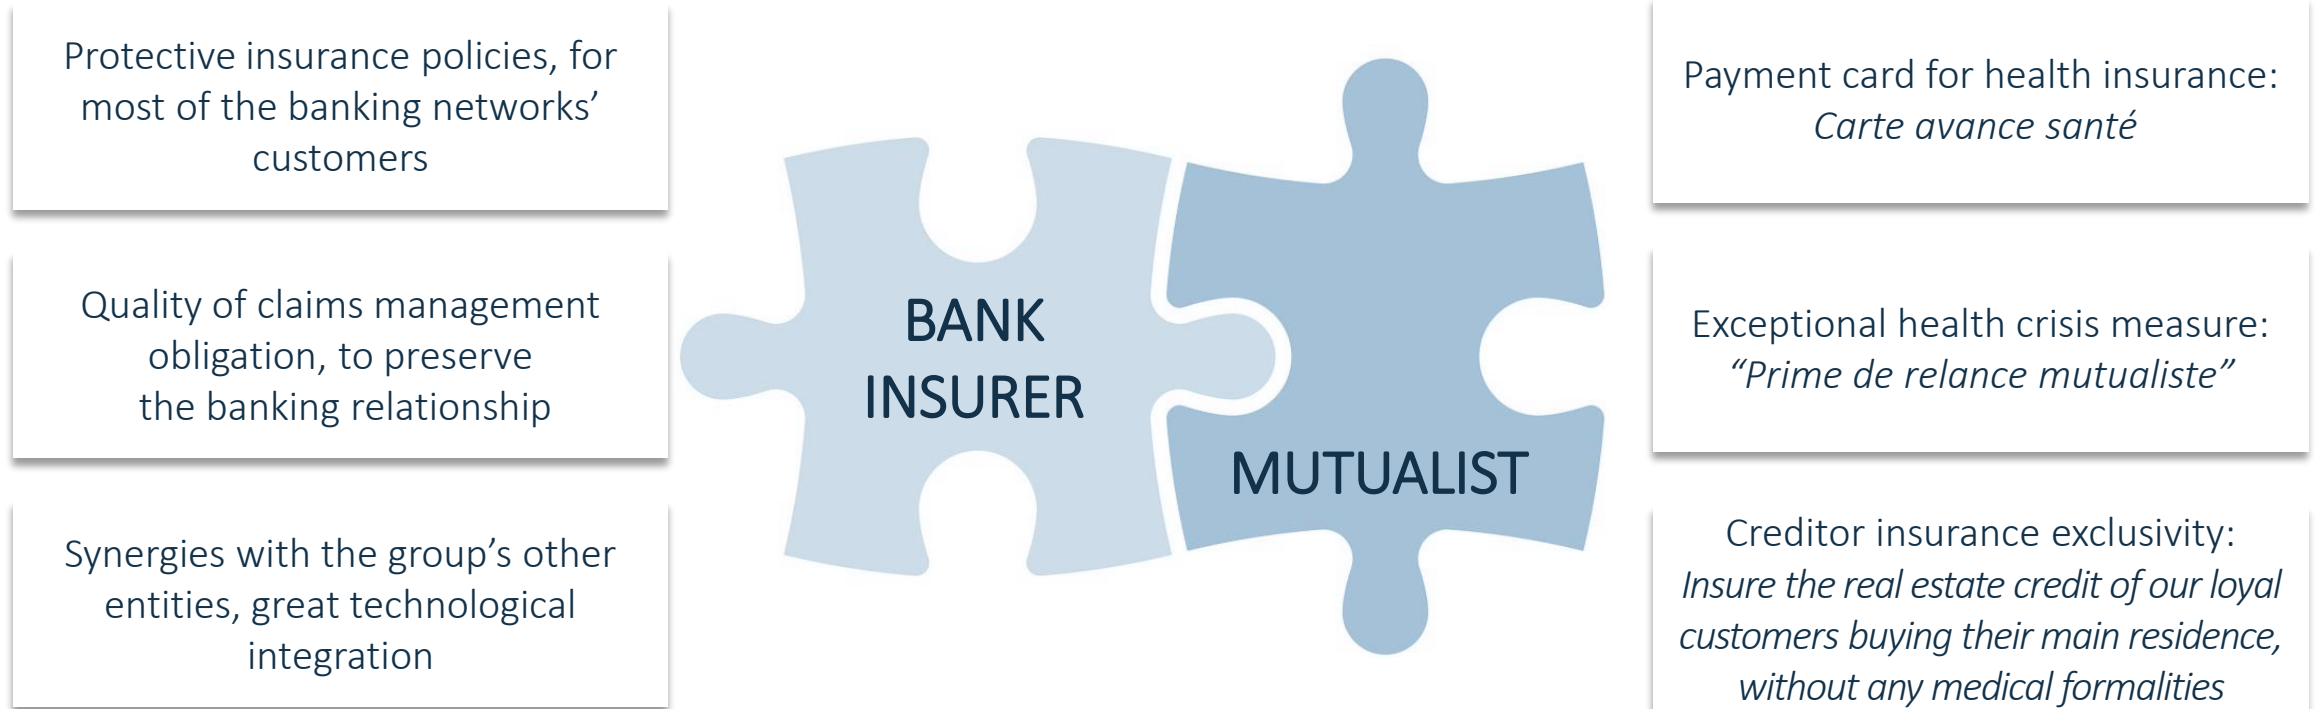 Protective insurance policies, for
most of the banking networks’
customers
Quality of claims management
obligation, to preserve
the banking relationship
Synergies with the group’s other
entities, great technological
integration
BANK
INSURER
MUTUALIST
Payment card for health insurance:
Carte avance santé
Exceptional health crisis measure:
“Prime de relance mutualiste”
Creditor insurance exclusivity:
Insure the real estate credit of our loyal
customers buying their main residence,
without any medical formalities